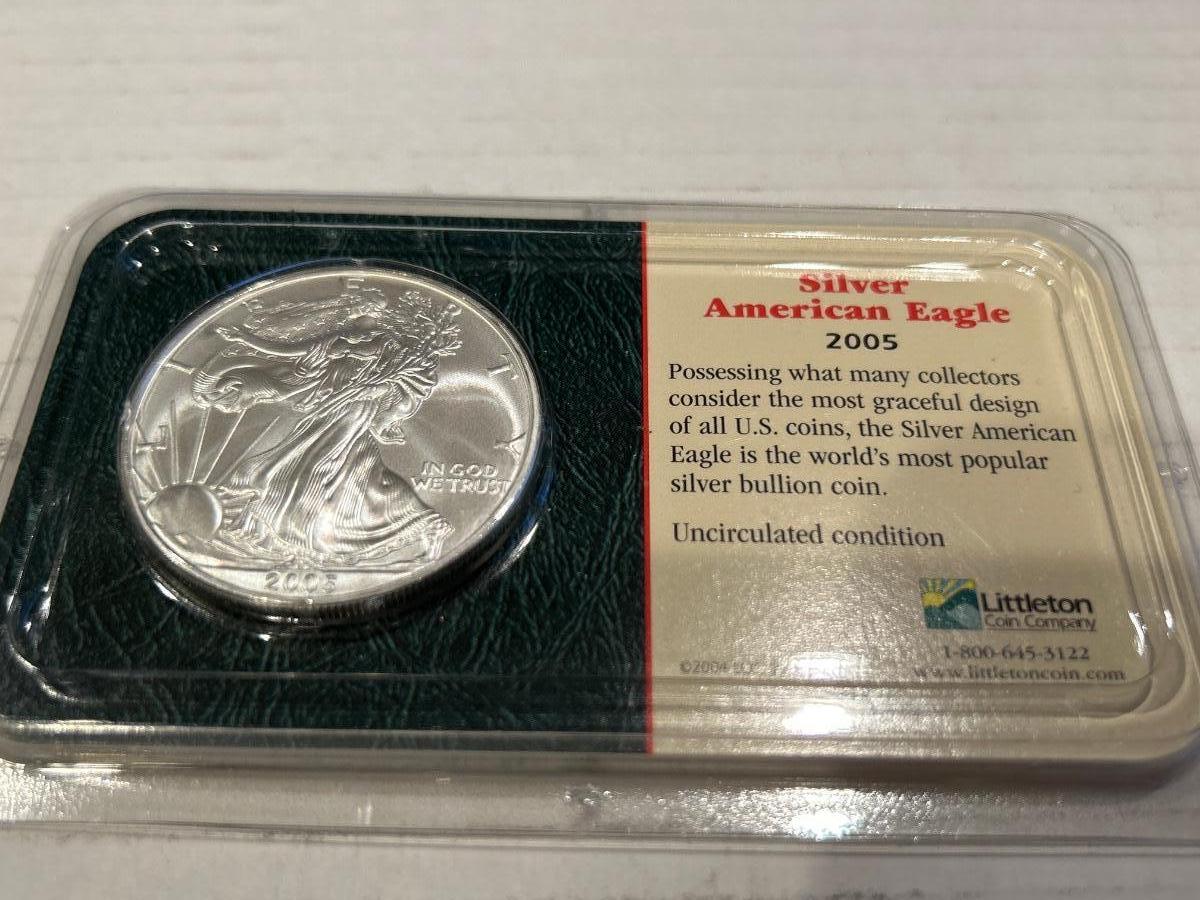 LIBERTY
IN GOD
WE TRUST
2005
Silver
American Eagle
2005
Possessing what many collectors
consider the most graceful design
of all U.S. coins, the Silver American
Eagle is the world's most popular
silver bullion coin.
Uncirculated condition
Littleton
Coin Company
1-800-645-3122
©2004
www.littletoncoin.com